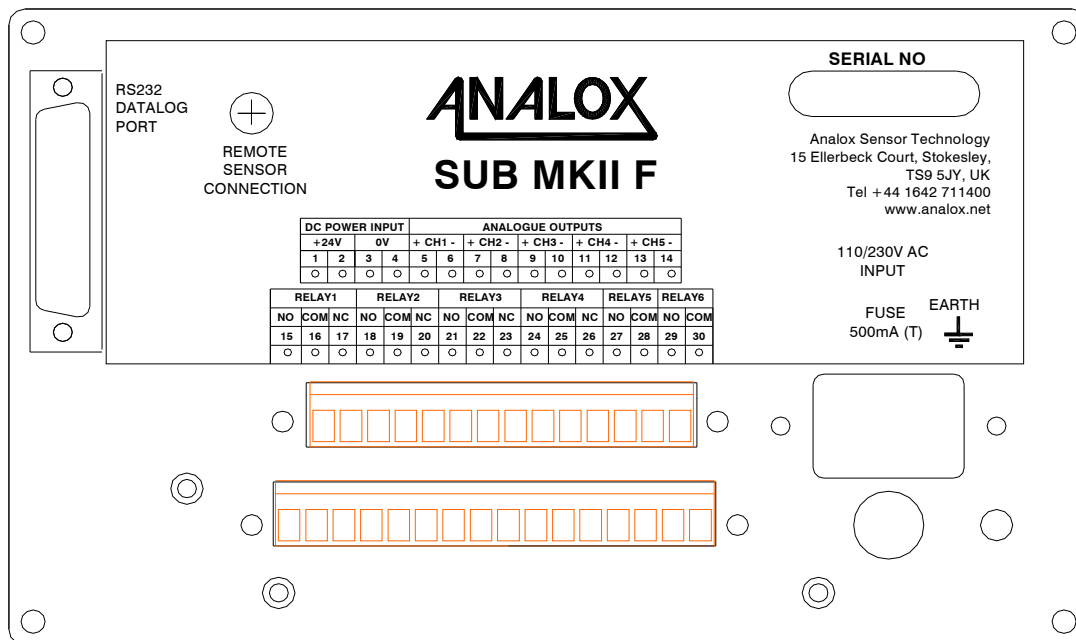 RS232
DATALOG
PORT
REMOTE
SENSOR
CONNECTION
ANALOX
SUB MKII F
SERIAL NO
Analox Sensor Technology
15 Ellerbeck Court, Stokesley,
TS9 5JY, UK
Tel +44 1642 711400
www.analox.net
DC POWER INPUT ANALOGUE OUTPUTS
+24V 0V + CH1 - + CH2 - + CH3 - + CH4 - + CH5 -
1 2 3 4 5 6 7 8 9 10 11 12 13 14
RELAY1 RELAY2 RELAY3 RELAY4 RELAY5 RELAY6
NO COM NC NO COM NC NO COM NC NO COM NC NO COM NO COM
15 16 17 18 19 20 21 22 23 24 25 26 27 28 29 30
110/230V AC
INPUT
FUSE
500mA (T)
EARTH